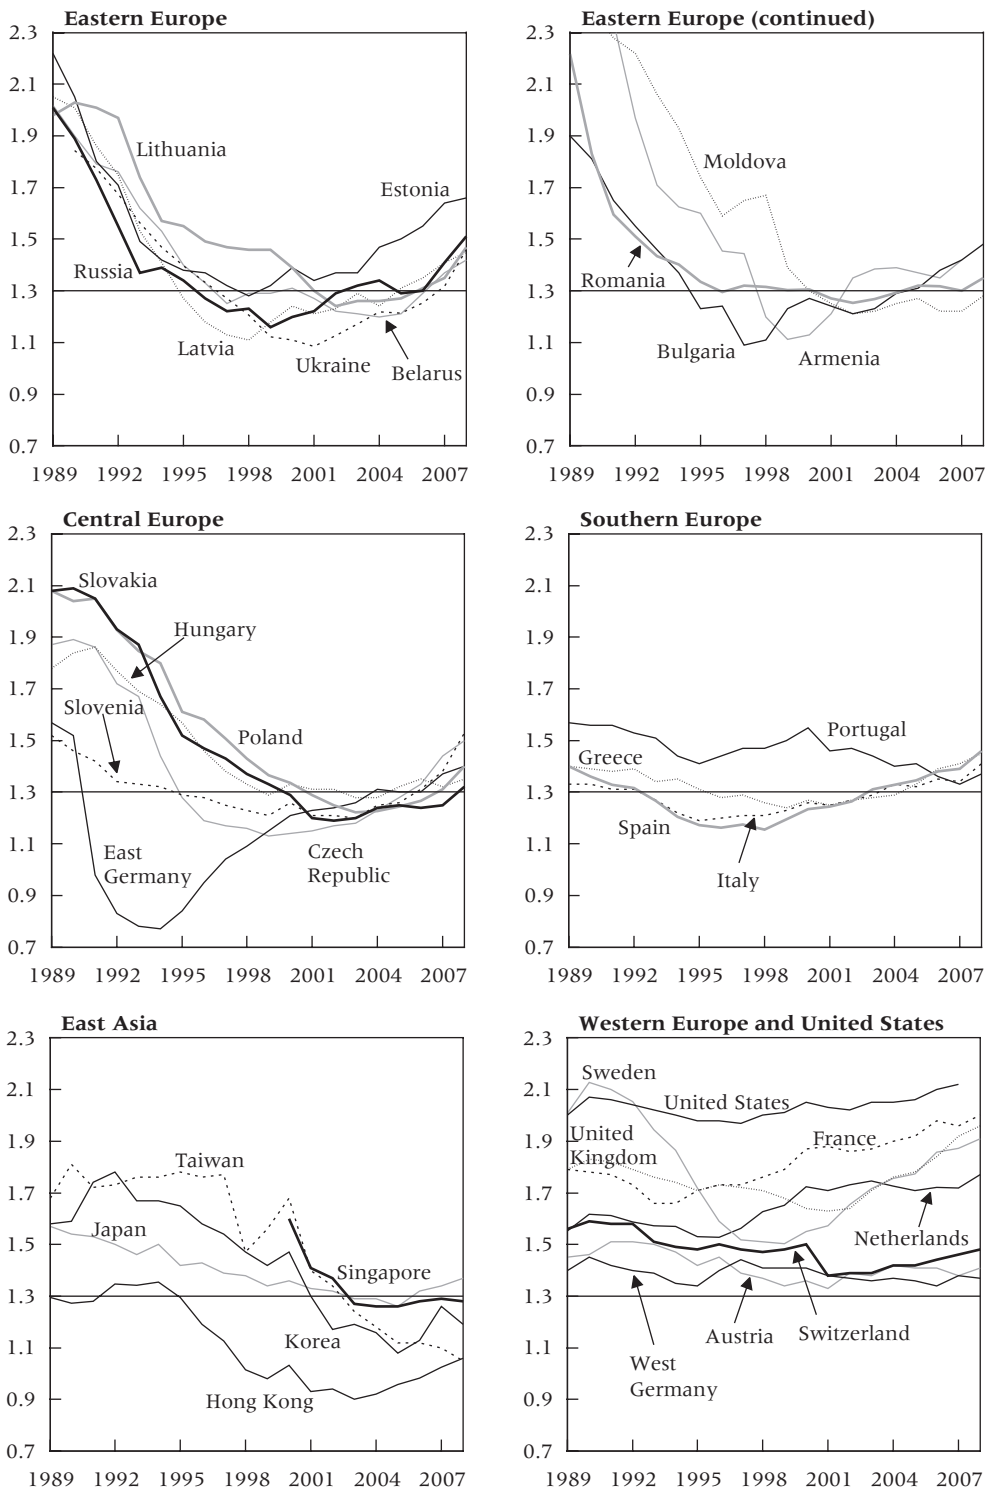 Eastern Europe
2.3
2.1
1.9
1.7
1.5
1.3
1.1
0.9
0.7
Lithuania
Estonia
Russia
Latvia
Ukraine
Belarus
1989 1992 1995 1998 2001 2004 2007
Eastern Europe (continued)
2.3
2.1
1.9
1.7
1.5
1.3
1.1
0.9
0.7
Moldova
Romania
Bulgaria
Armenia
1989 1992 1995 1998 2001 2004 2007
Central Europe
2.3
2.1
1.9
1.7
1.5
1.3
1.1
0.9
0.7
Slovakia
Hungary
Slovenia
Poland
East
Germany
Czech
Republic
1989 1992 1995 1998 2001 2004 2007
Southern Europe
2.3
2.1
1.9
1.7
1.5
1.3
1.1
0.9
0.7
Portugal
Greece
Spain
Italy
1989 1992 1995 1998 2001 2004 2007
East Asia
2.3
2.1
1.9
1.7
1.5
1.3
1.1
0.9
0.7
Taiwan
Japan
Singapore
Korea
Hong Kong
1989 1992 1995 1998 2001 2004 2007
Western Europe and United States
2.3
2.1
1.9
1.7
1.5
1.3
1.1
0.9
0.7
Sweden
United States
United
Kingdom
France
Netherlands
Austria
Switzerland
West
Germany
1989 1992 1995 1998 2001 2004 2007